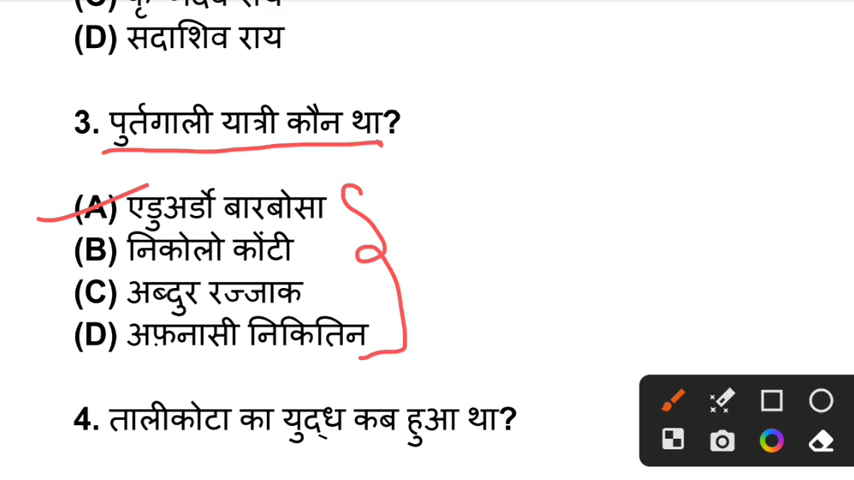 (D) सदाशिव राय
3. पुर्तगाली यात्री कौन था?
(A) एडुअर्डो बारबोसा
(B) निकोलो कोंटी
(C) अब्दुर रज्जाक
(D) अफ़नासी निकितिन
4. तालीकोटा का युद्ध कब हुआ था?